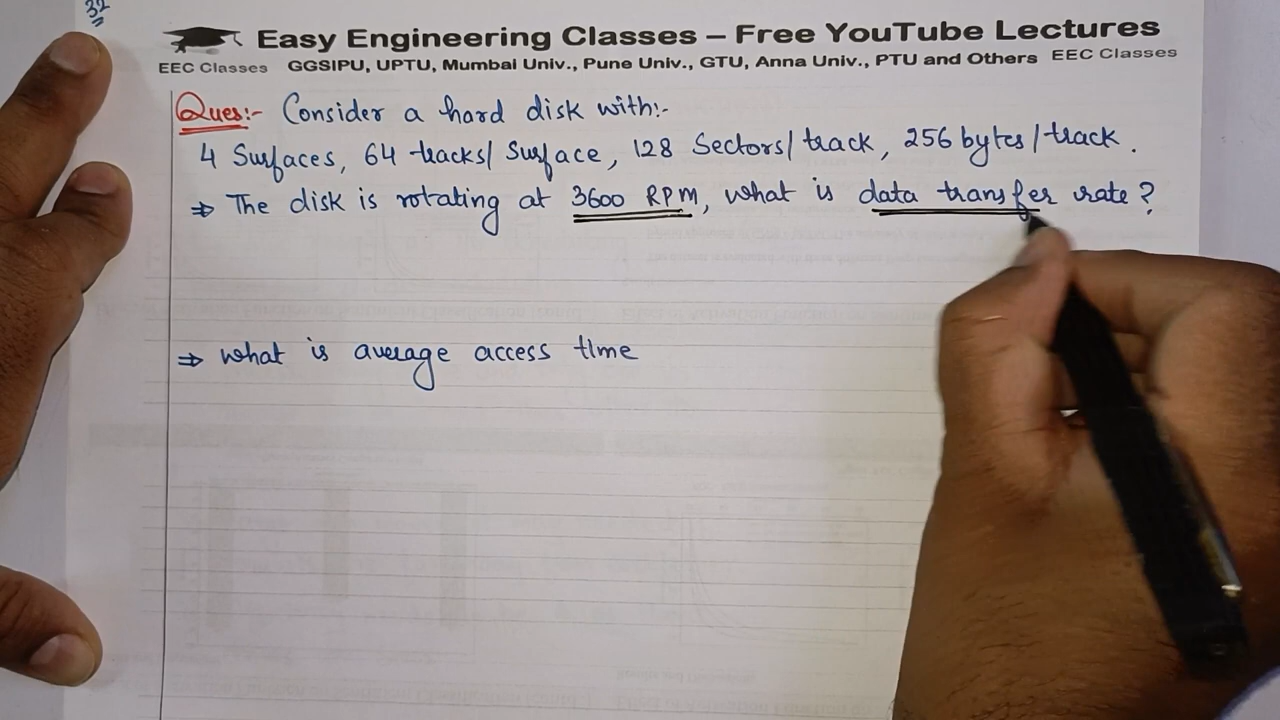 32
Easy Engineering Classes – Free YouTube Lectures
EEC Classes GGSIPU, UPTU, Mumbai Univ., Pune Univ., GTU, Anna Univ., PTU and Others EEC Classes
Ques:- Consider a hard disk with:-
4 Surfaces, 64 tracks/ Surface, 128 Sectors/track, 256 bytes/track.
⇒ The disk is rotating at 3600 RPM, what is data transfer rate?
⇒ what is average access time